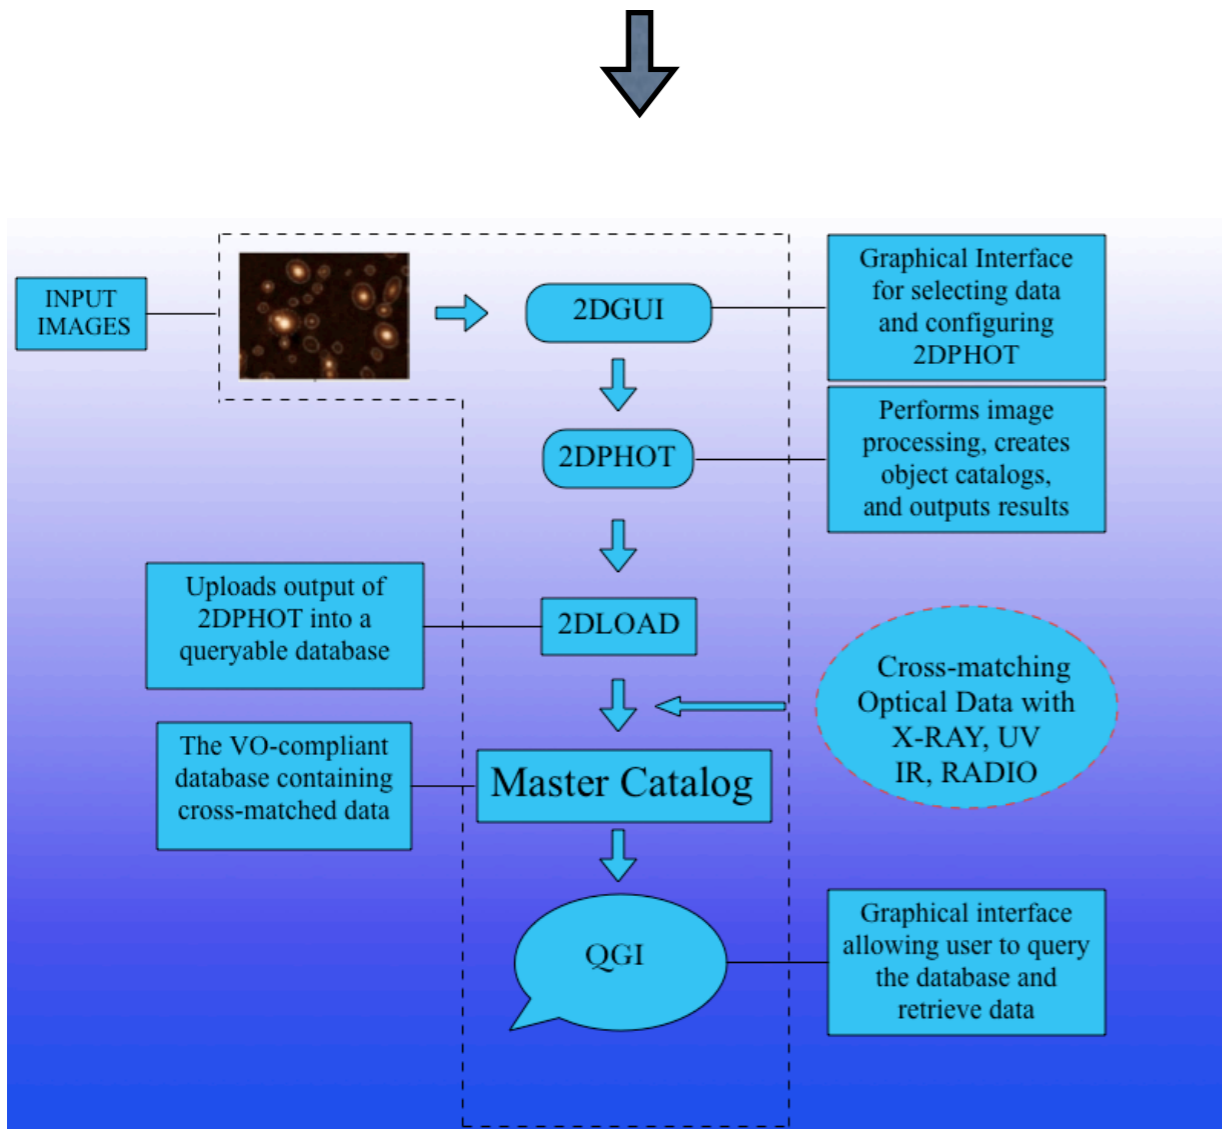 INPUT
IMAGES
2DGUI
Graphical Interface
for selecting data
and configuring
2DPHOT
2DPHOT
Performs image
processing, creates
object catalogs,
and outputs results
Uploads output of
2DPHOT into a
queryable database
2DLOAD
Cross-matching
Optical Data with
X-RAY, UV
IR, RADIO
The VO-compliant
database containing
cross-matched data
Master Catalog
QGI
Graphical interface
allowing user to query
the database and
retrieve data